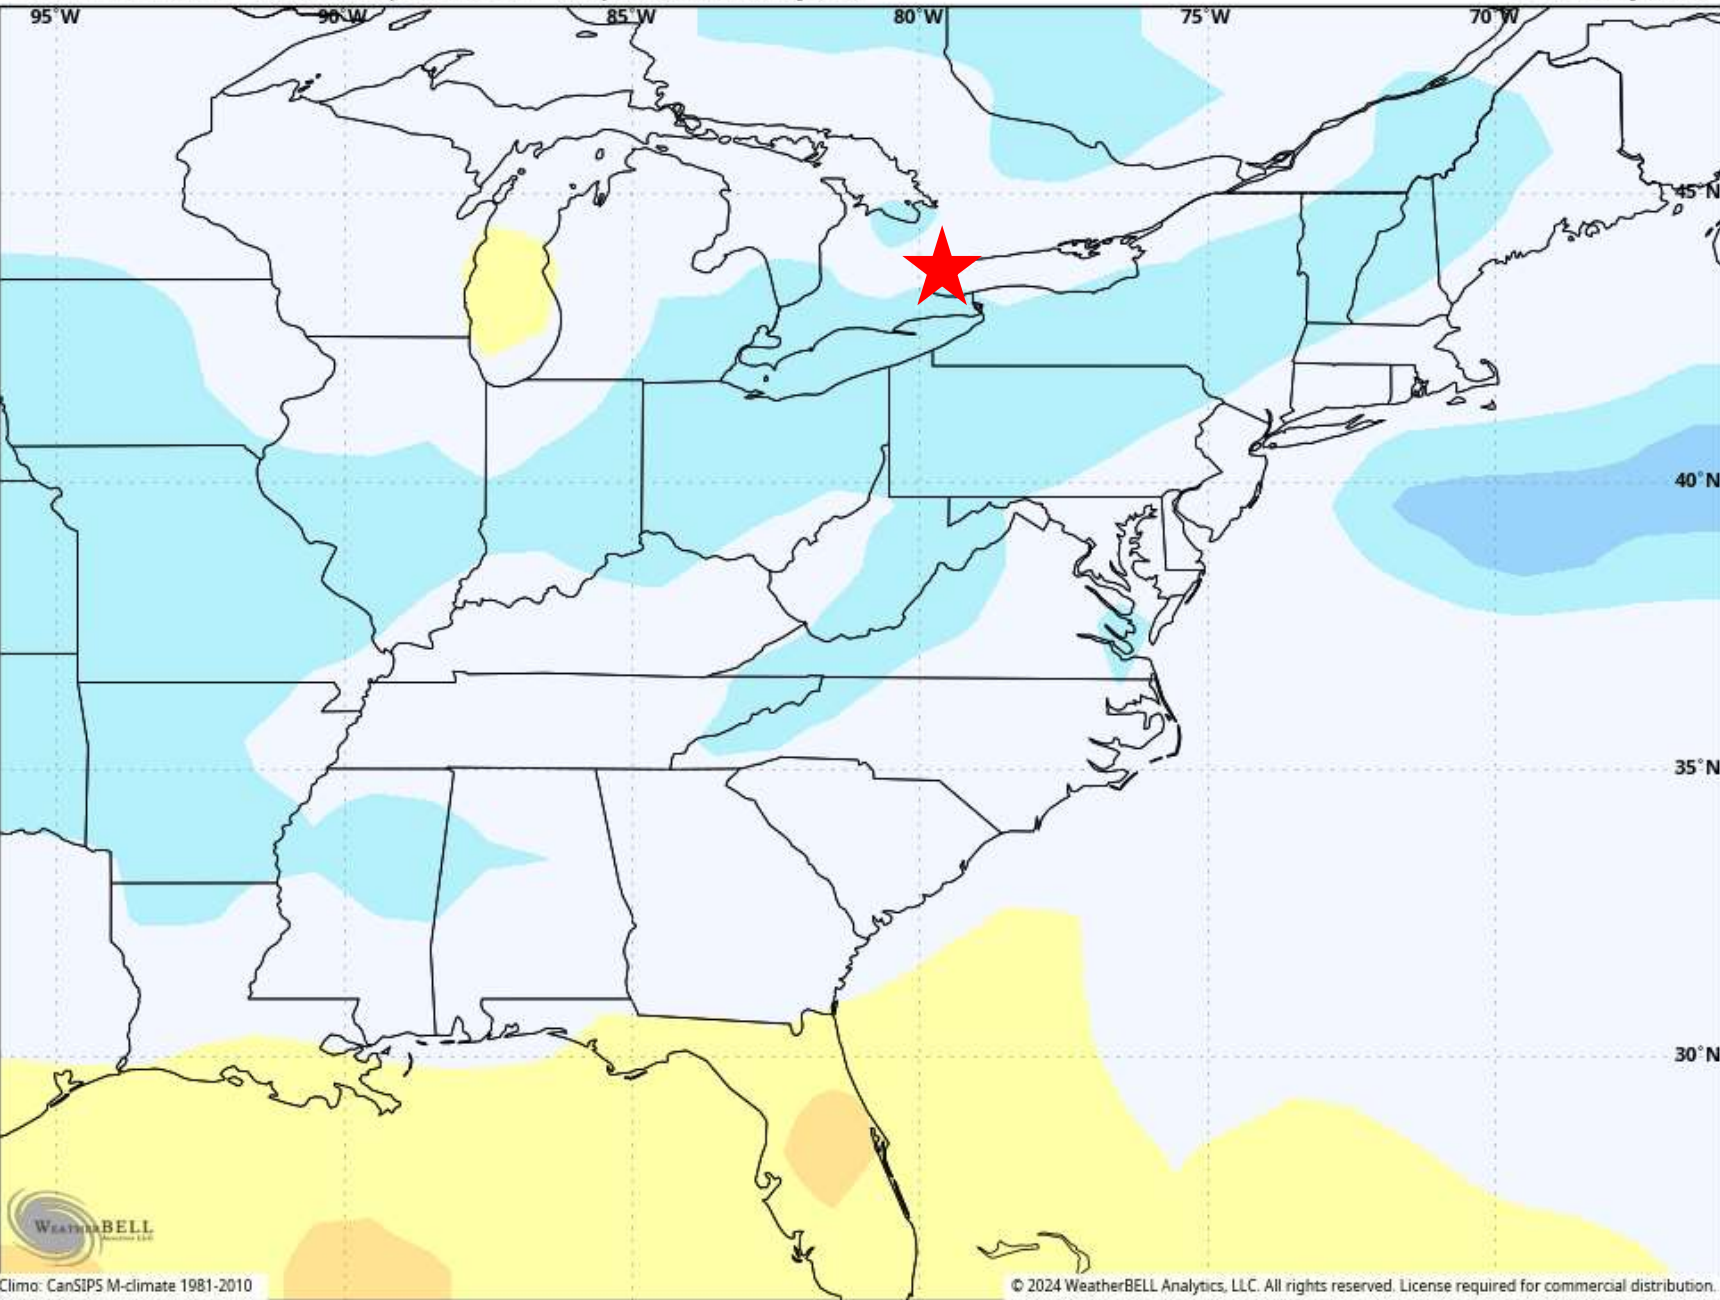 95°W 90°W 85°W 80°W 75°W 70°W
45°N
40°N
35°N
30°N
WEATHERBELL
Climo: CanSIPS M-climate 1981-2010
© 2024 WeatherBELL Analytics, LLC. All rights reserved. License required for commercial distribution.